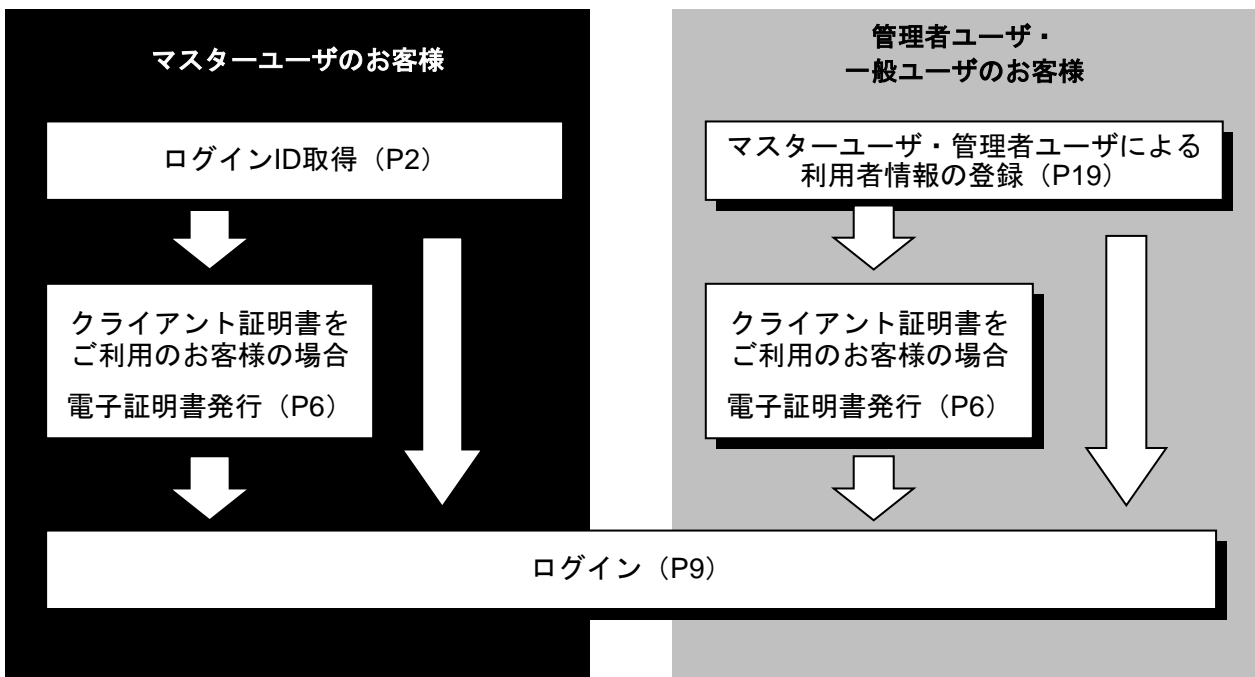 マスターユーザのお客様
ログインID取得（P2）
クライアント証明書を
ご利用のお客様の場合
電子証明書発行（P6）
管理者ユーザ・
一般ユーザのお客様
マスターユーザ・管理者ユーザによる
利用者情報の登録（P19）
クライアント証明書を
ご利用のお客様の場合
電子証明書発行（P6）
ログイン（P9）